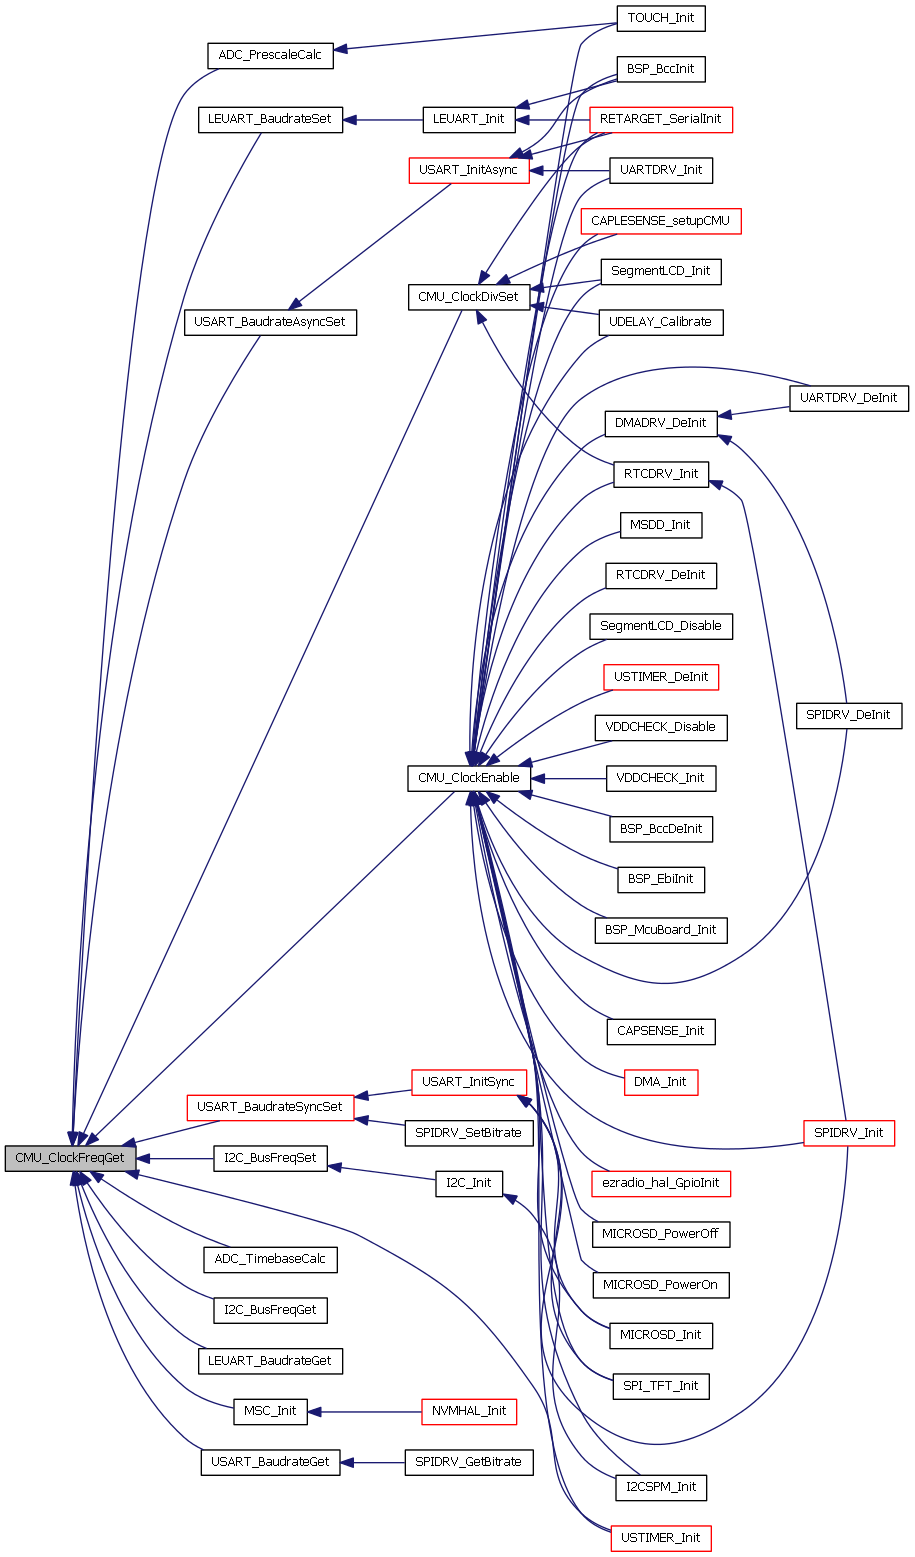 TOUCH_Init
ADC_PrescaleCalc
BSP_BccInit
LEUART_BaudrateSet
LEUART_Init
RETARGET_SerialInit
USART_InitAsync
UARTDRV_Init
CAPLESENSE_setupCMU
SegmentLCD_Init
CMU_ClockDivSet
USART_BaudrateAsyncSet
UDELAY_Calibrate
UARTDRV_DeInit
DMADRV_DeInit
RTCDRV_Init
MSDD_Init
RTCDRV_DeInit
SegmentLCD_Disable
USTIMER_DeInit
SPIDRV_DeInit
VDDCHECK_Disable
CMU_ClockEnable
VDDCHECK_Init
BSP_BccDeInit
BSP_EbiInit
BSP_McuBoard_Init
CAPSENSE_Init
USART_InitSync
DMA_Init
USART_BaudrateSyncSet
SPIDRV_SetBitrate
SPIDRV_Init
CMU_ClockFreqGet
I2C_BusFreqSet
I2C_Init
ezradio_hal_GpioInit
MICROSD_PowerOff
ADC_TimebaseCalc
MICROSD_PowerOn
I2C_BusFreqGet
MICROSD_Init
LEUART_BaudrateGet
SPI_TFT_Init
MSC_Init
NVMHAL_Init
USART_BaudrateGet
SPIDRV_GetBitrate
I2CSPM_Init
USTIMER_Init